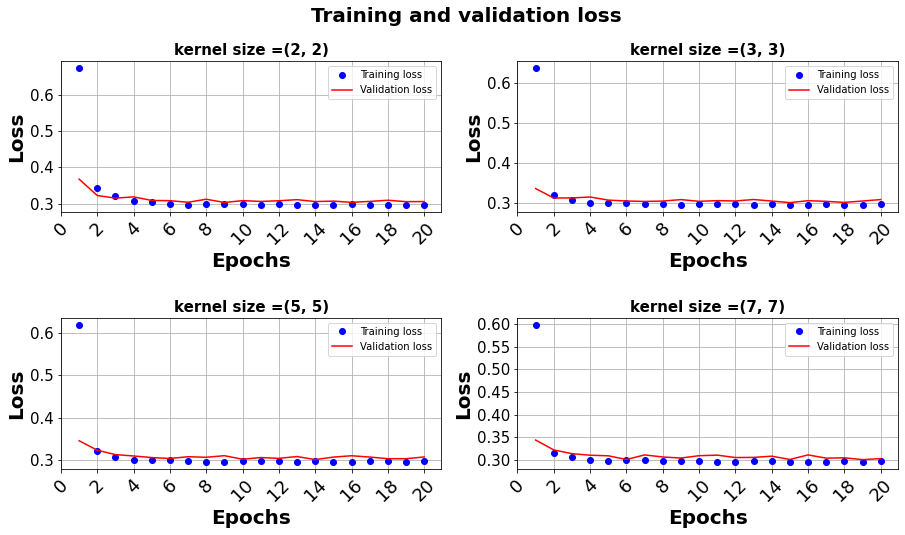 Training and validation loss
kernel size =(2, 2)
Training loss
Validation loss
0.6
0.5
0.4
0.3
Loss
0 2 4 6 8 10 12 14 16 18 20
Epochs
kernel size =(3, 3)
Training loss
Validation loss
0.6
0.5
0.4
0.3
Loss
0 2 4 6 8 10 12 14 16 18 20
Epochs
kernel size =(5, 5)
Training loss
Validation loss
0.6
0.5
0.4
0.3
Loss
0 2 4 6 8 10 12 14 16 18 20
Epochs
kernel size =(7, 7)
Training loss
Validation loss
0.60
0.55
0.50
0.45
0.40
0.35
0.30
Loss
0 2 4 6 8 10 12 14 16 18 20
Epochs